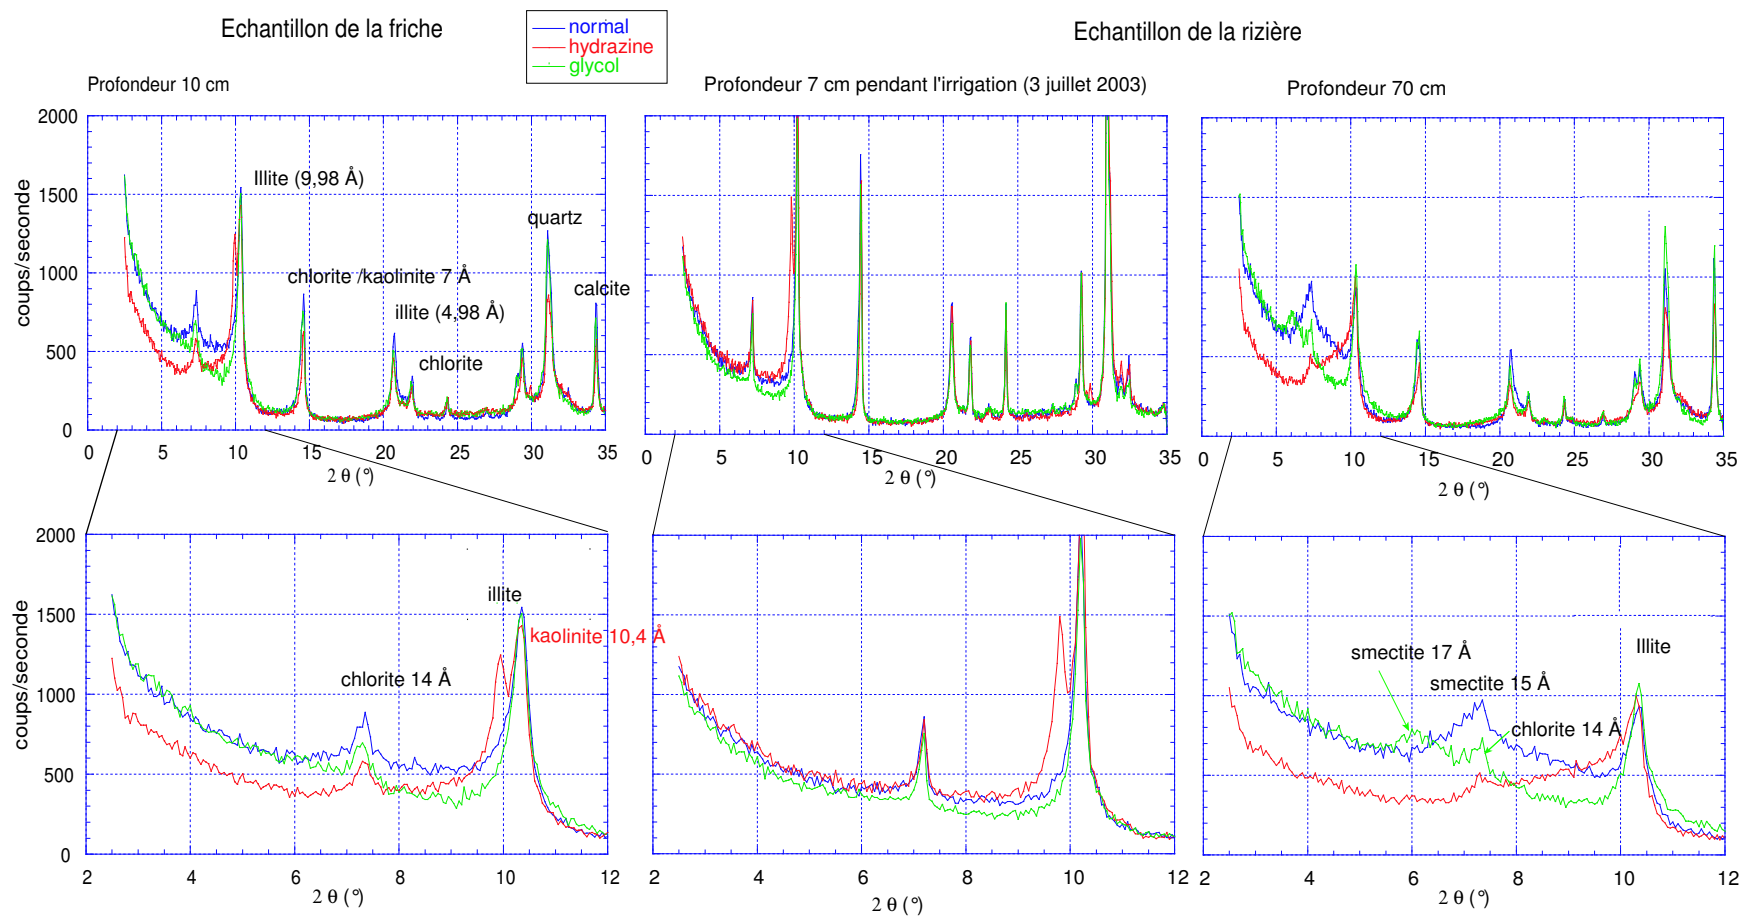 Echantillon de la friche
normal
hydrazine
glycol
Echantillon de la rizière
Profondeur 10 cm
Profondeur 7 cm pendant l'irrigation (3 juillet 2003)
Profondeur 70 cm
coups/seconde
2000
1500
1000
500
0
Illite (9,98 Å)
quartz
chlorite /kaolinite 7 Å
calcite
illite (4,98 Å)
chlorite
0 5 10 15 20 25 30 35
2 θ (°)
0 5 10 15 20 25 30 35
2 θ (°)
0 5 10 15 20 25 30 35
2 θ (°)
coups/seconde
2000
1500
1000
500
0
illite
kaolinite 10,4 Å
chlorite 14 Å
2 4 6 8 10 12
2 θ (°)
2 4 6 8 10 12
2 θ (°)
Illite
smectite 17 Å
smectite 15 Å
chlorite 14 Å
2 4 6 8 10 12
2 θ (°)